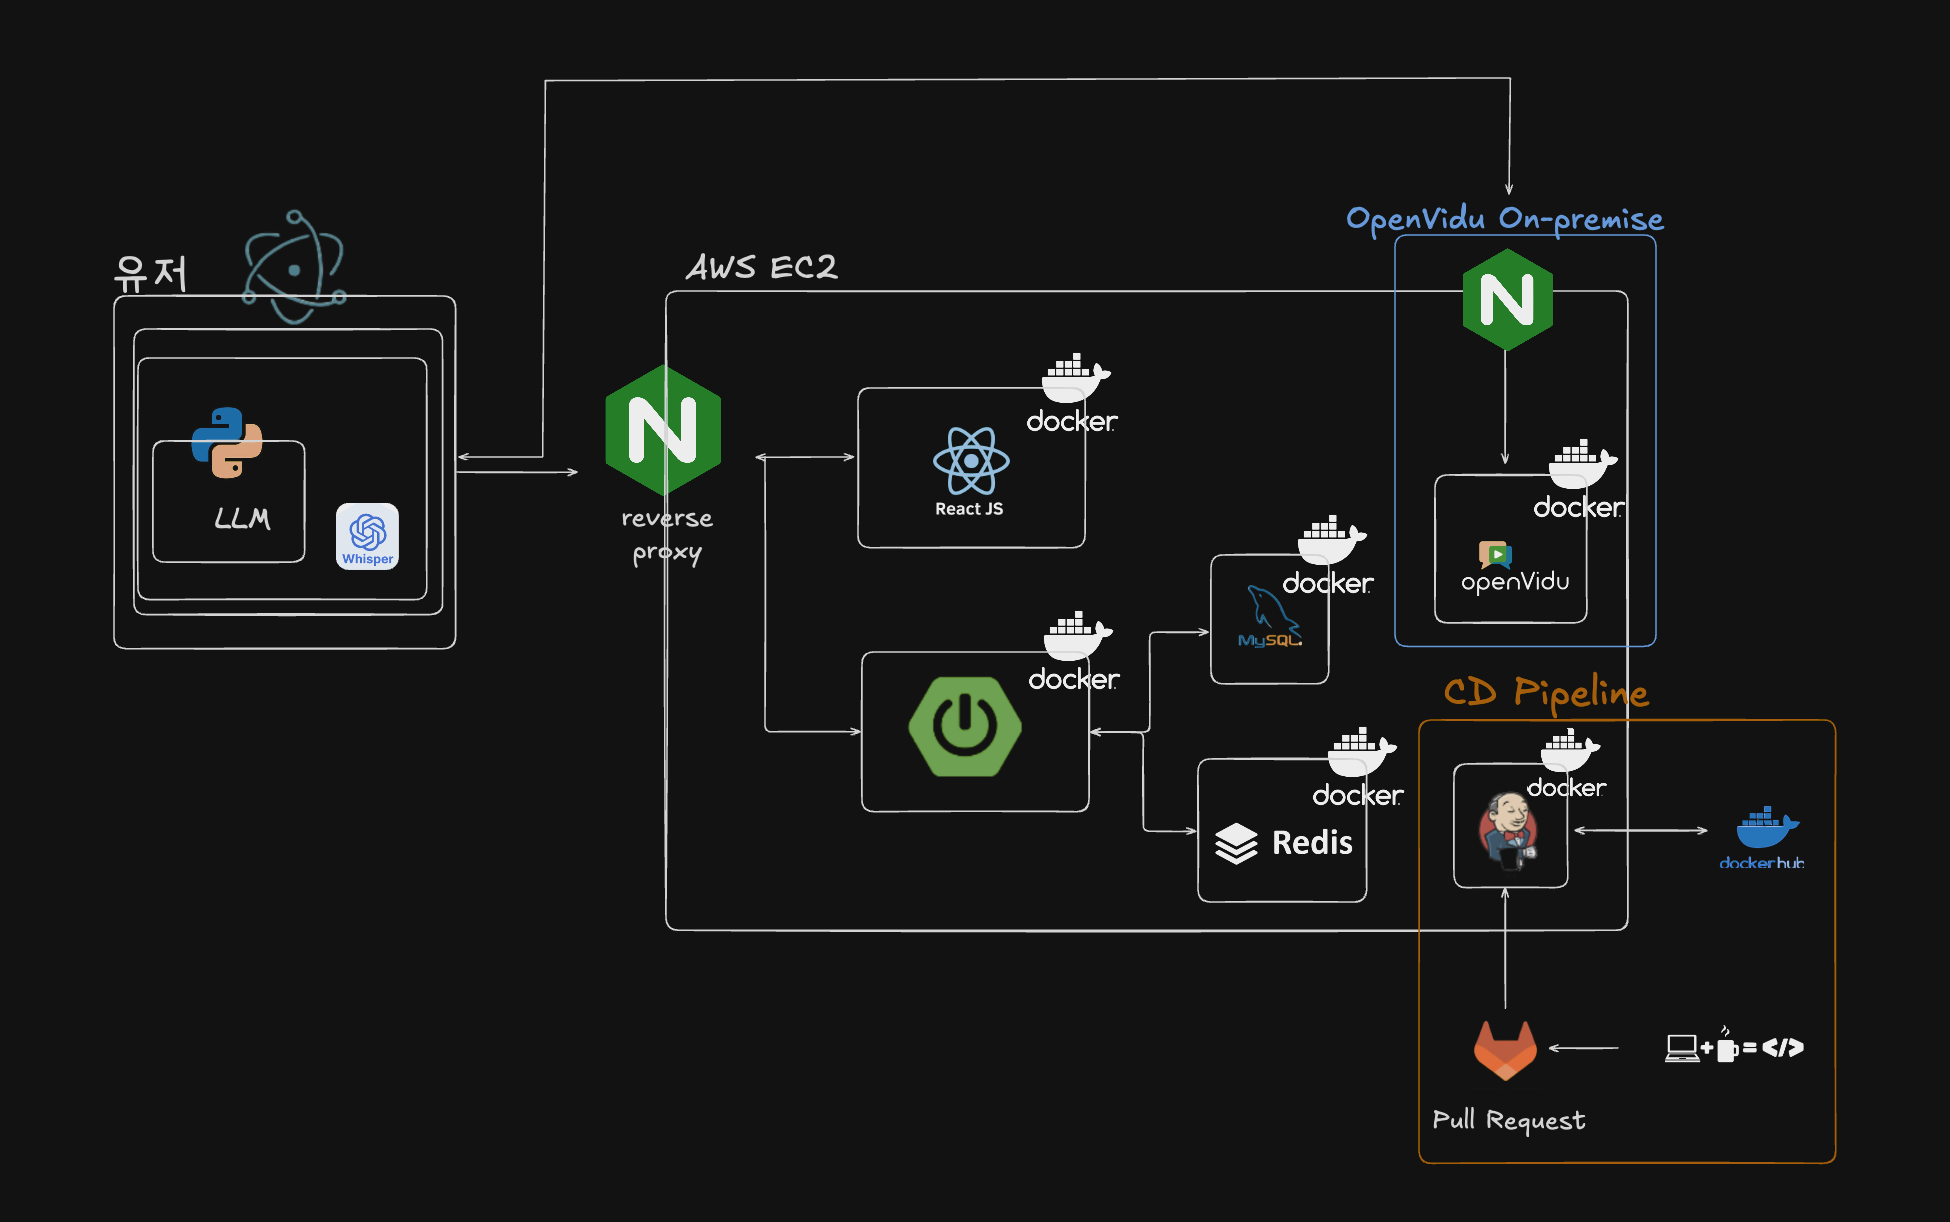 OpenVidu On-premise
유저
AWS EC2
docker
React JS
LLM
Whisper
reverse
proxy
docker
openVidu
docker
MySQL
docker
CD Pipeline
docker
Redis
docker
dockerhub
+
=
</>
Pull Request